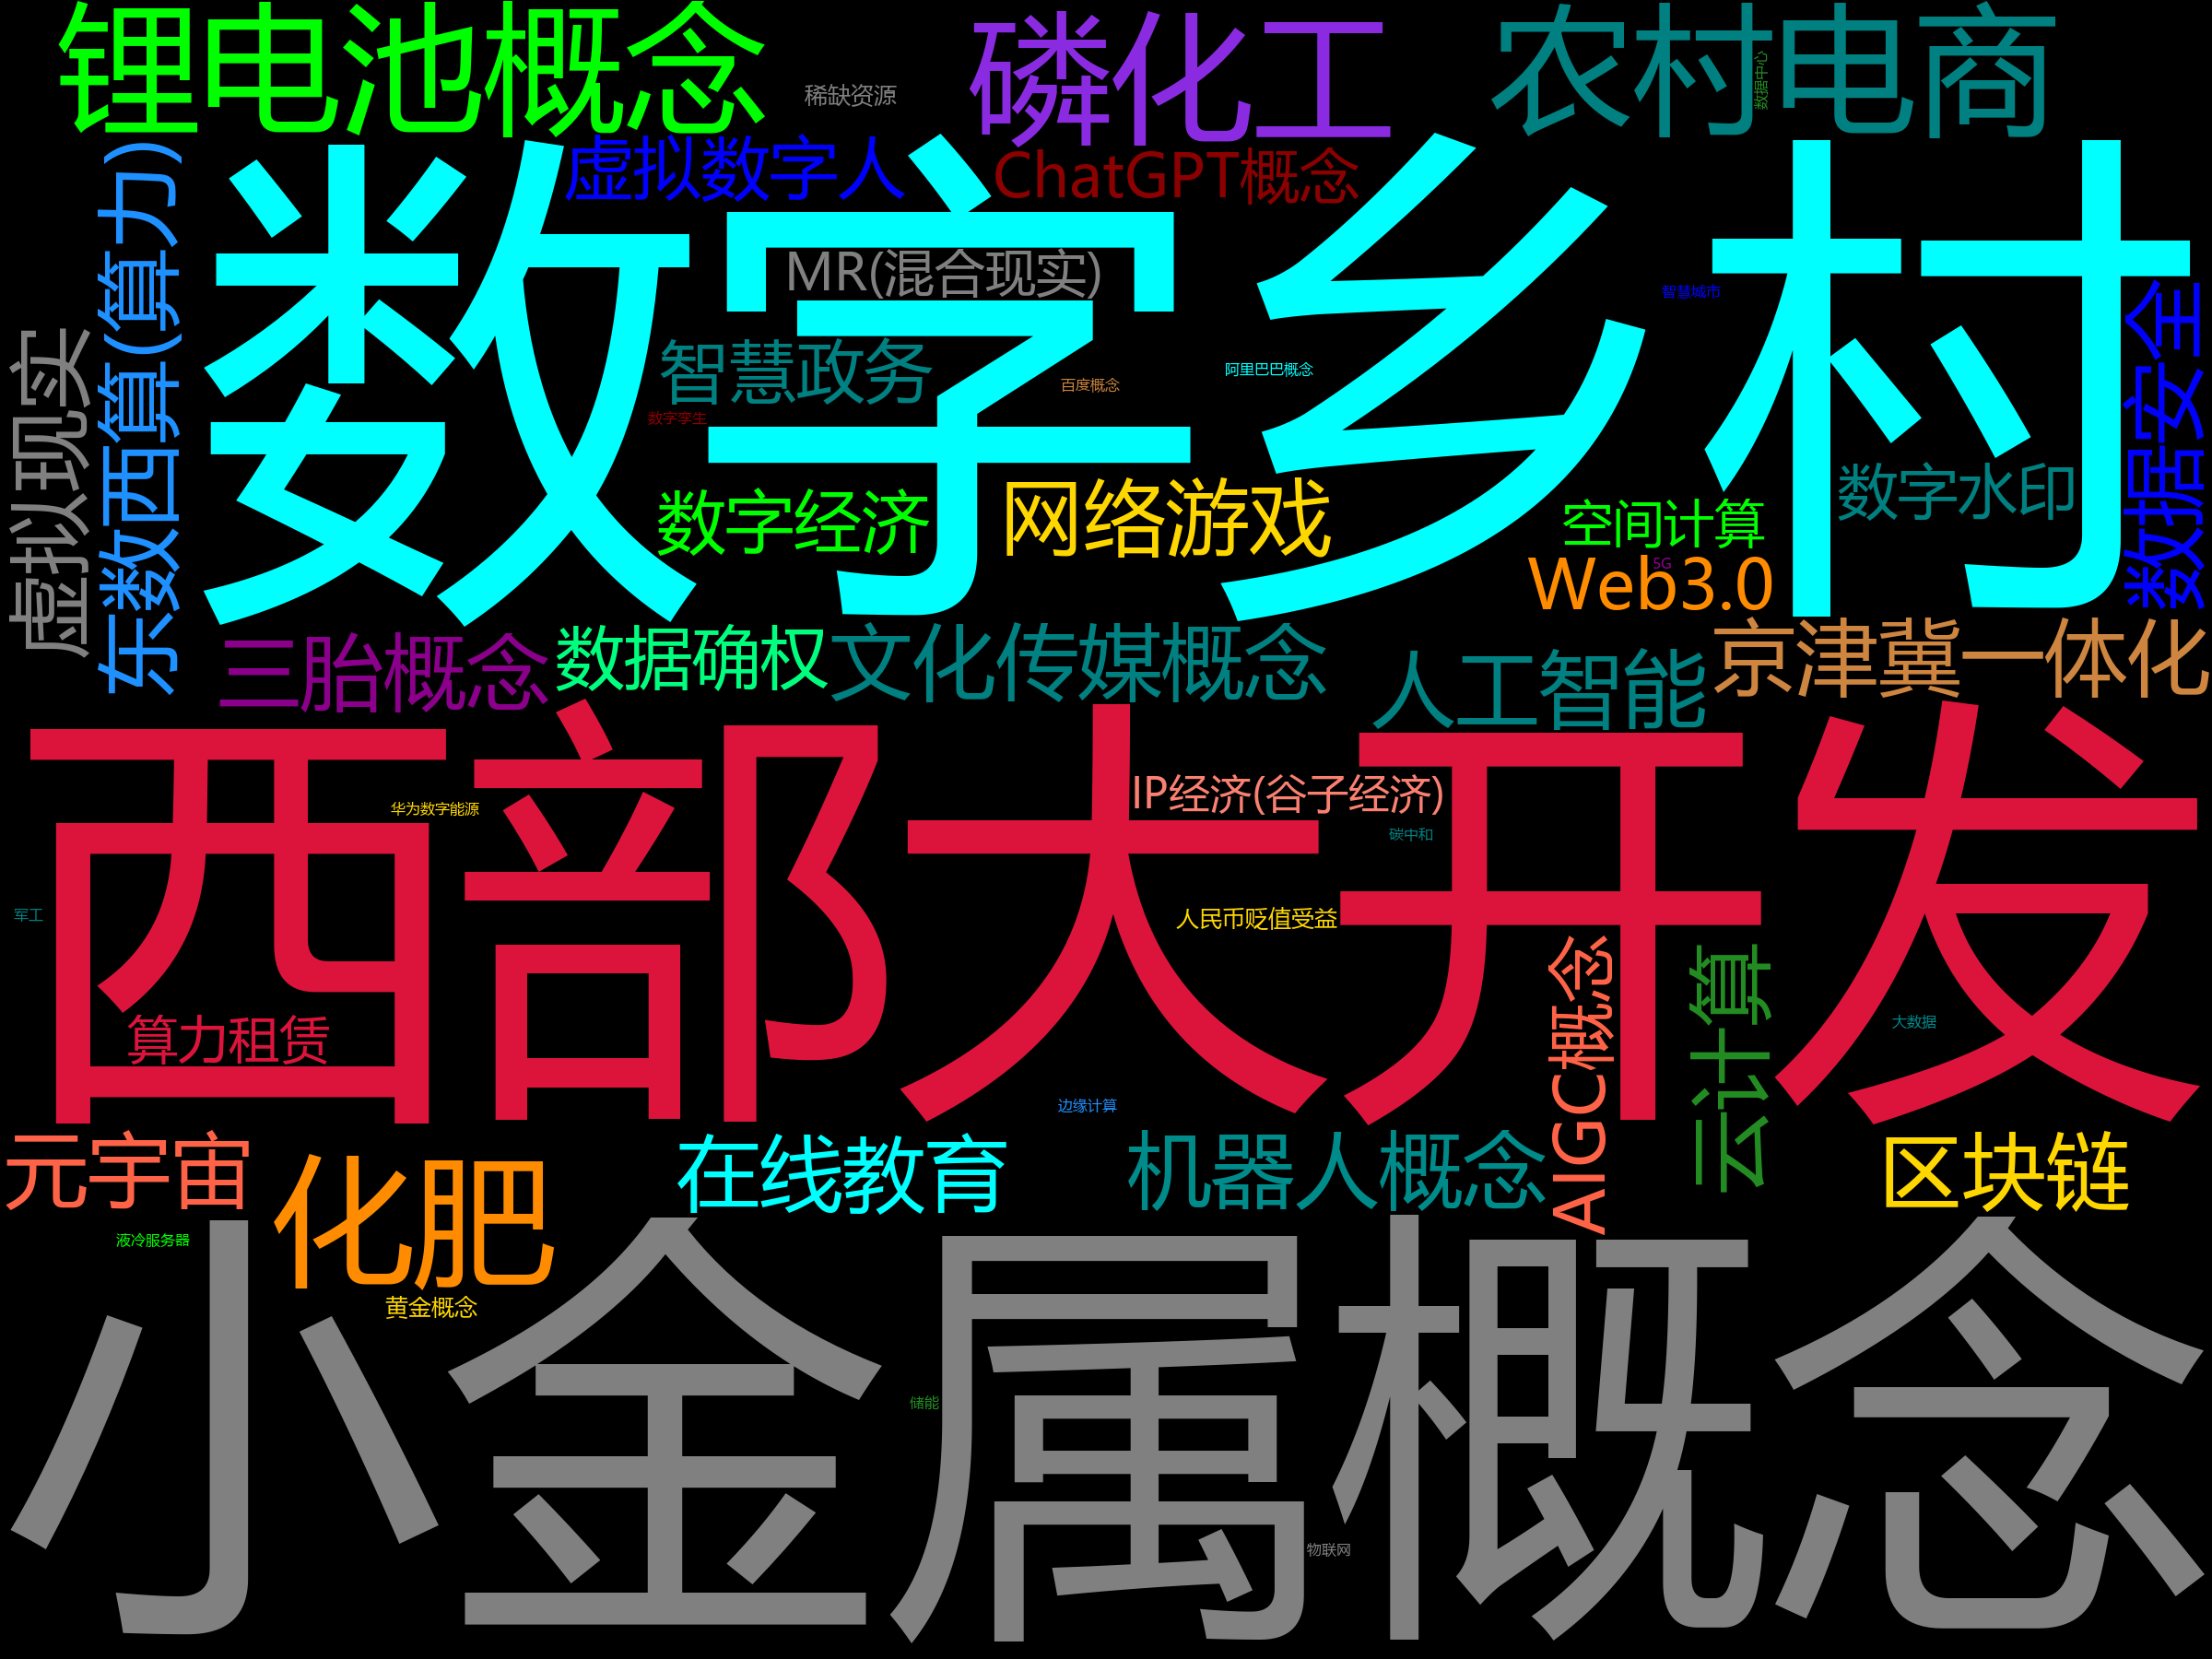 锂电池概念
稀缺资源
磷化工
农村电商
数据中心
虚拟数字人
ChatGPT概念
数字乡村
MR(混合现实)
智慧城市
智慧政务
阿里巴巴概念
百度概念
数字孪生
东数西算(算力)
虚拟现实
数据安全
数字经济
网络游戏
数字水印
空间计算
5G
Web3.0
三胎概念
数据确权
文化传媒概念
人工智能
京津冀一体化
西部大开发
IP经济(谷子经济)
华为数字能源
碳中和
军工
人民币贬值受益
算力租赁
大数据
AIGC概念
云计算
边缘计算
元宇宙
化肥
在线教育
机器人概念
区块链
液冷服务器
黄金概念
小金属概念
储能
物联网